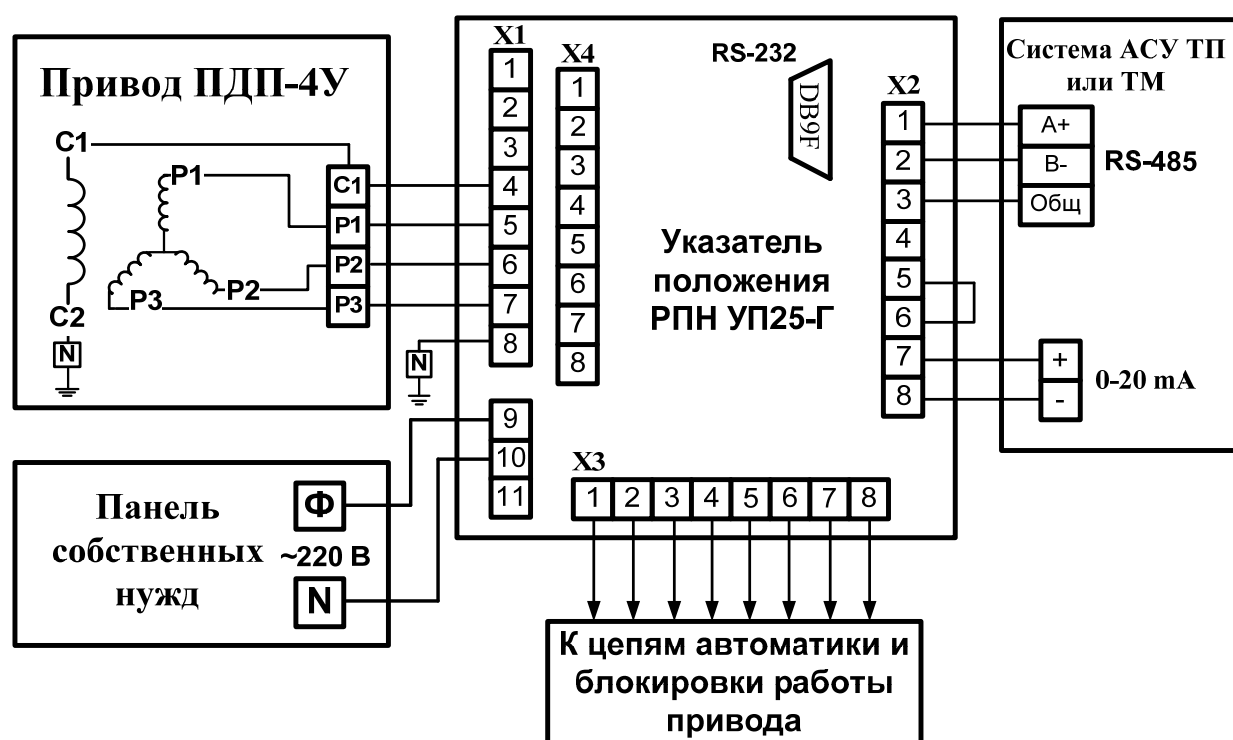 Привод ПДП-4У
C1
P1
P2
P3
C2
N
C1
P1
P2
P3
N
X1
1
2
3
4
5
6
7
8
9
10
11
X4
1
2
3
4
5
6
7
8
RS-232
DB9F
Указатель
положения
РПН УП25-Г
X2
1
2
3
4
5
6
7
8
Система АСУ ТП
или ТМ
A+
B-
Общ
RS-485
+
-
0-20 mA
Панель
собственных
нужд
Ф
~220 В
N
X3
1 2 3 4 5 6 7 8
К цепям автоматики и
блокировки работы
привода